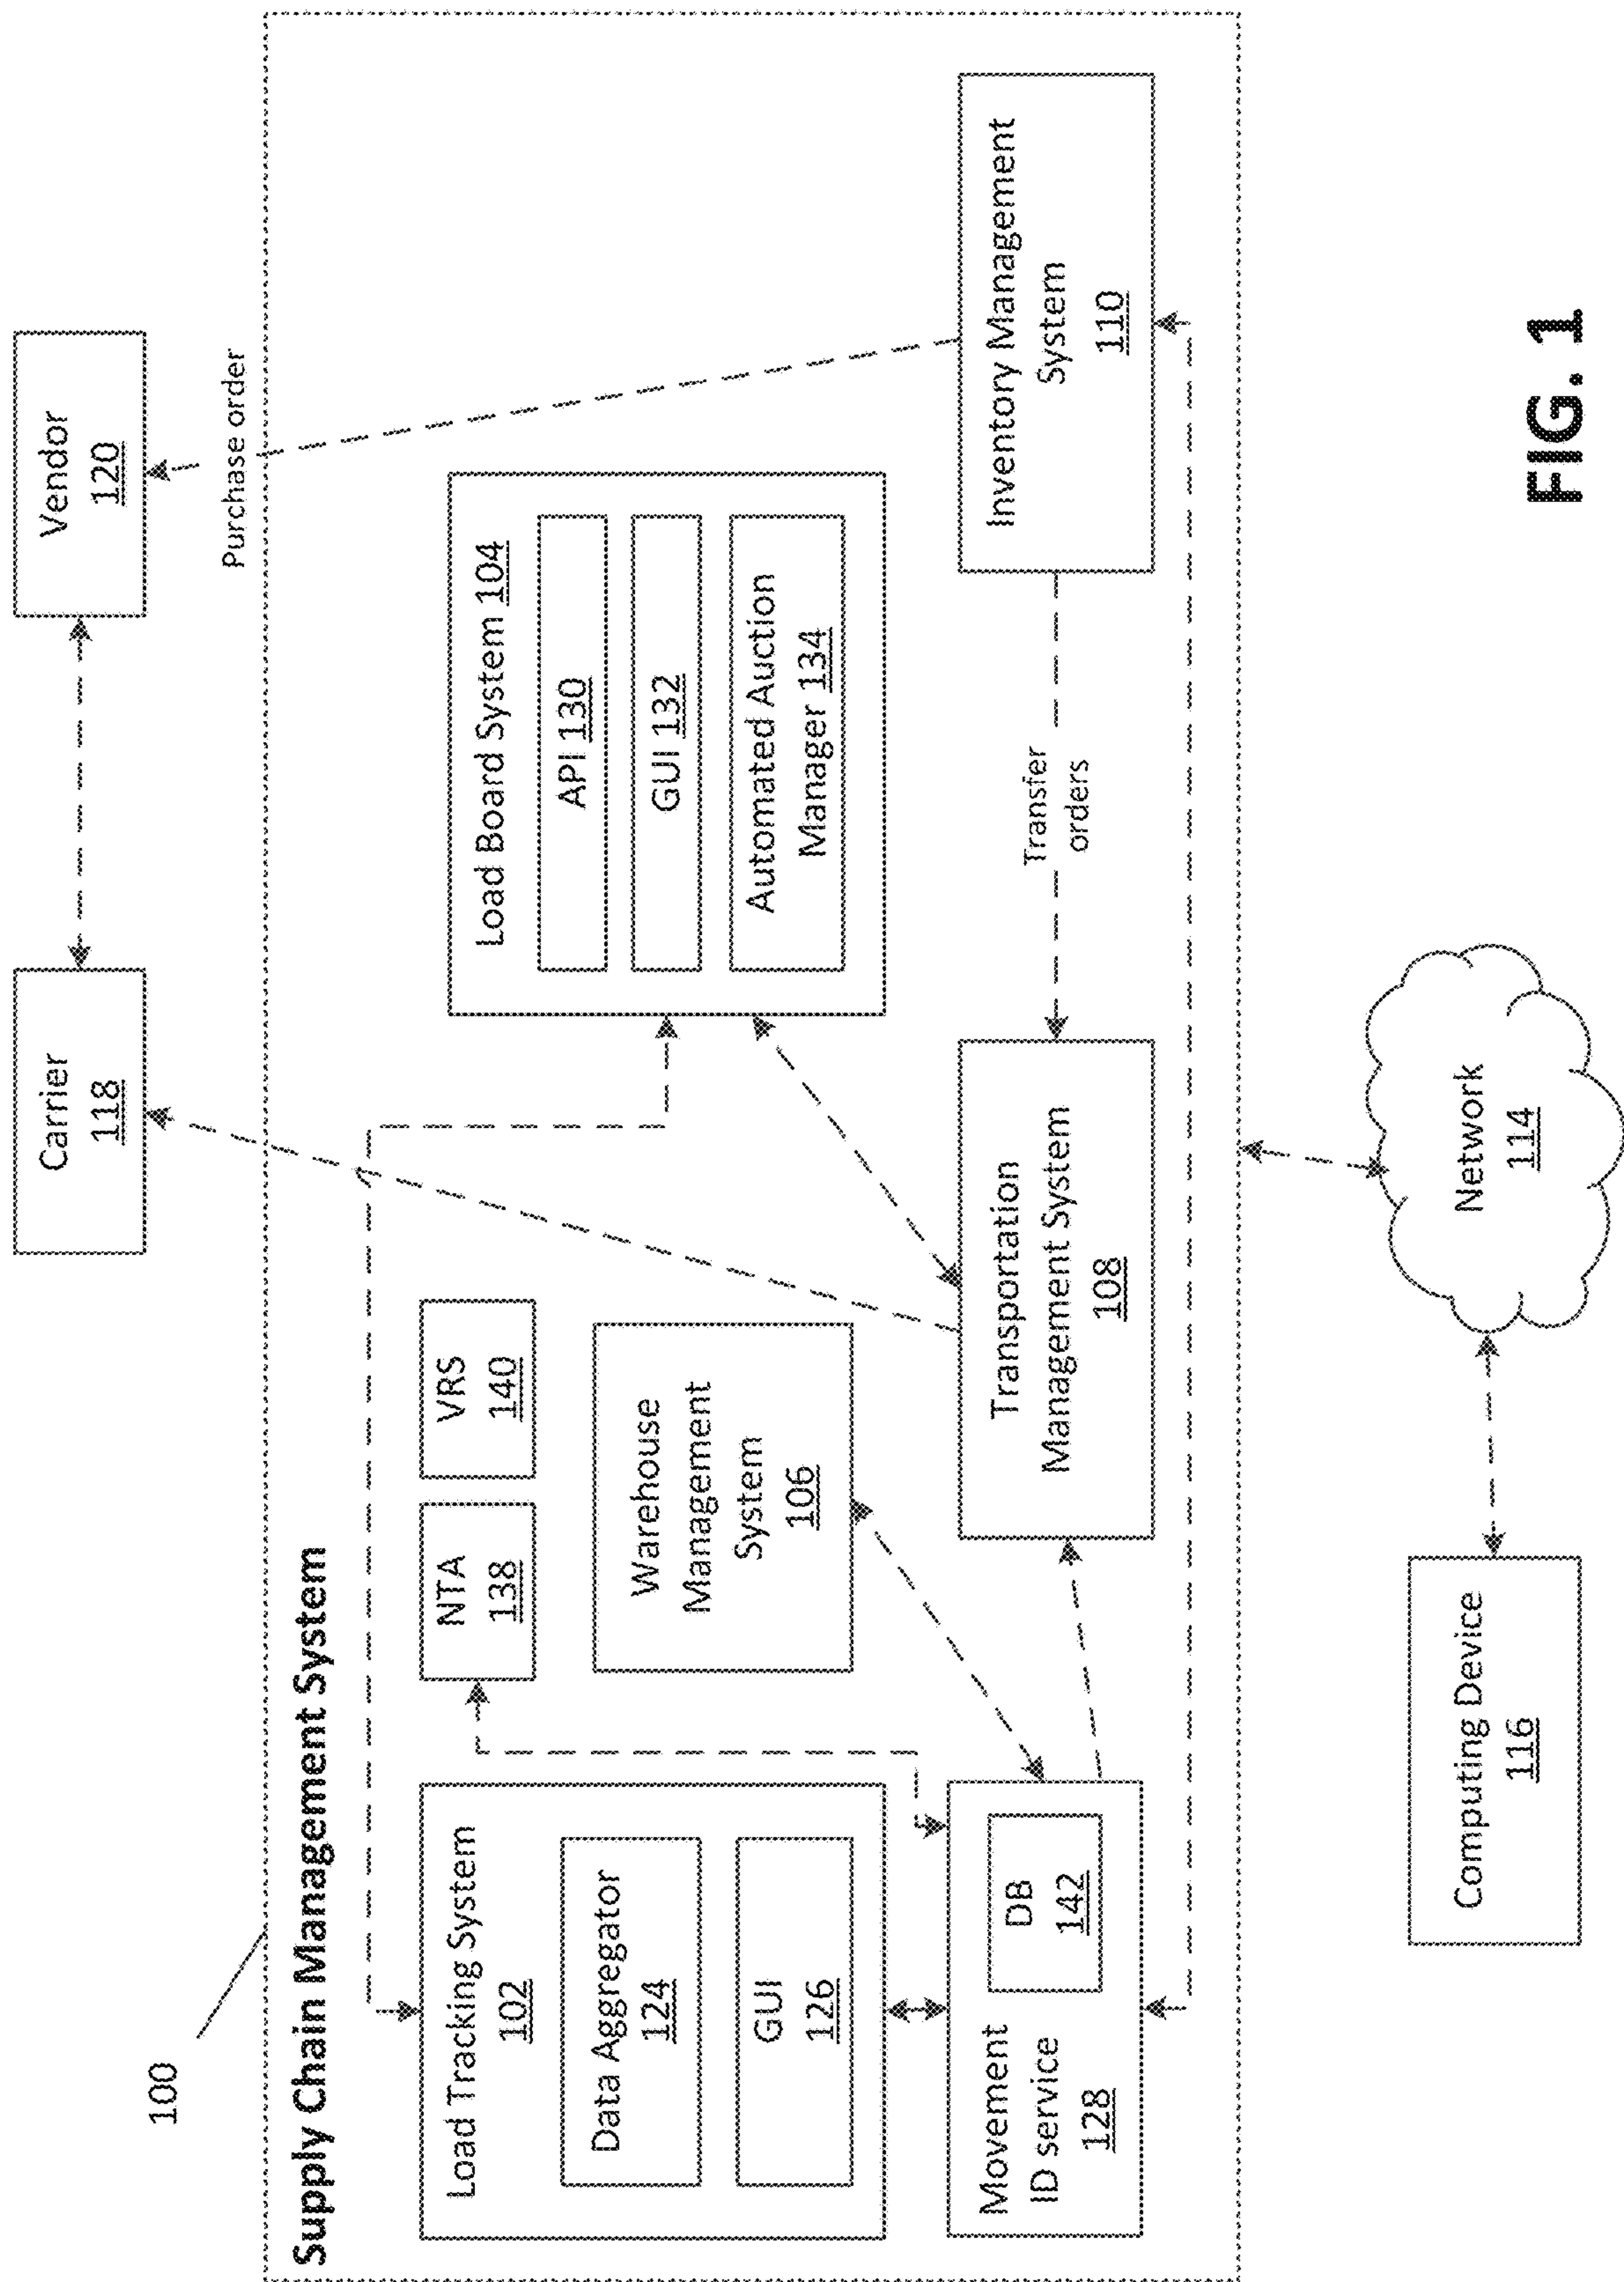 100
Supply Chain Management System
Carrier
118
Vendor
120
Purchase order
Load Tracking System
102
Data Aggregator
124
GUI
126
NTA
138
VRS
140
Warehouse
Management
System
106
Load Board System 104
API 130
GUI 132
Automated Auction
Manager 134
Movement
ID service
128
DB
142
Transportation
Management System
108
Transfer
orders
Inventory Management
System
110
Computing Device
116
Network
114
FIG. 1